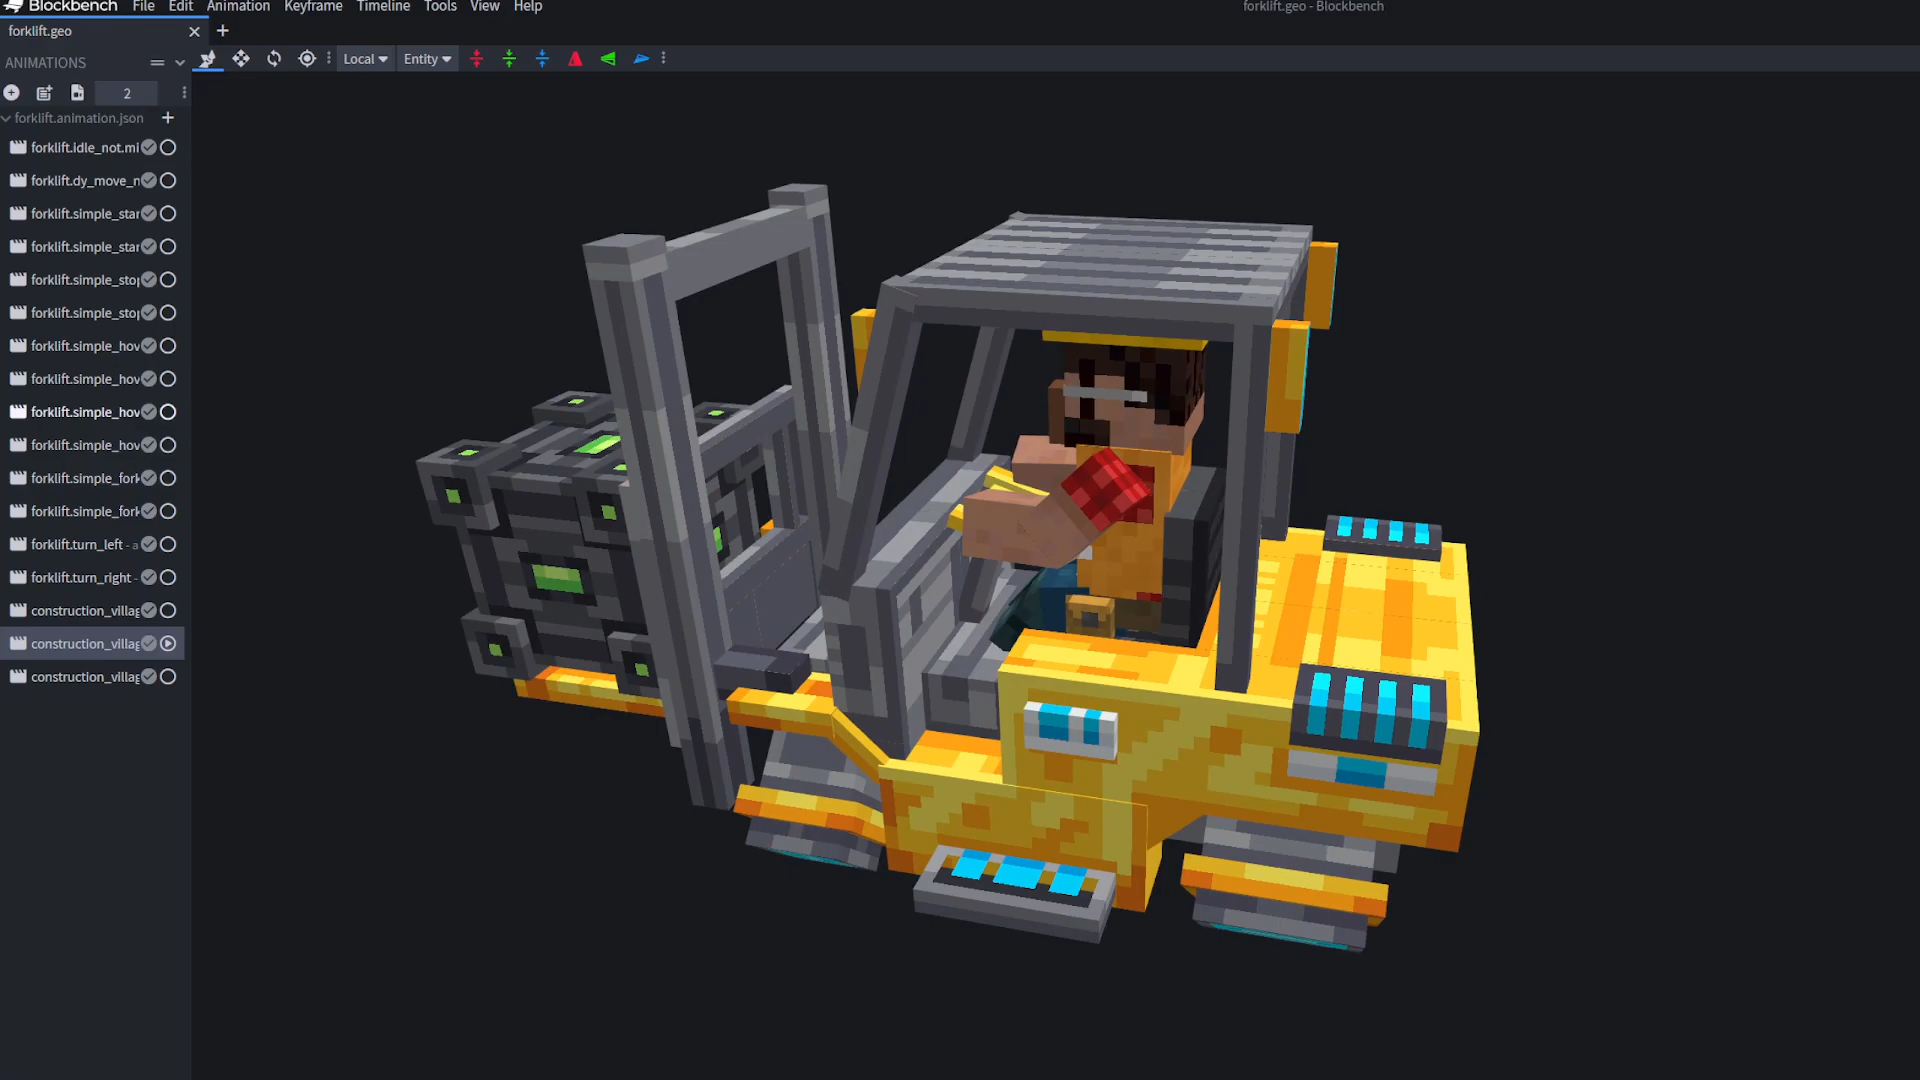 Blockbench File Edit Animation Keyframe Timeline Tools View Help
forklift.geo - Blockbench
forklift.geo
ANIMATIONS
Local Entity
2
forklift.animation.json
forklift.idle_not.mi
forklift.dy_move_n
forklift.simple_star
forklift.simple_star
forklift.simple_stop
forklift.simple_stop
forklift.simple_hov
forklift.simple_hov
forklift.simple_hov
forklift.simple_hov
forklift.simple_fork
forklift.simple_fork
forklift.turn_left - a
forklift.turn_right -
construction_villag
construction_villag
construction_villag